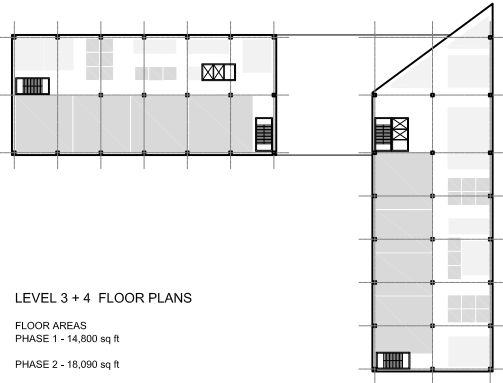 LEVEL 3 + 4 FLOOR PLANS
FLOOR AREAS
PHASE 1 - 14,800 sq ft
PHASE 2 - 18,090 sq ft